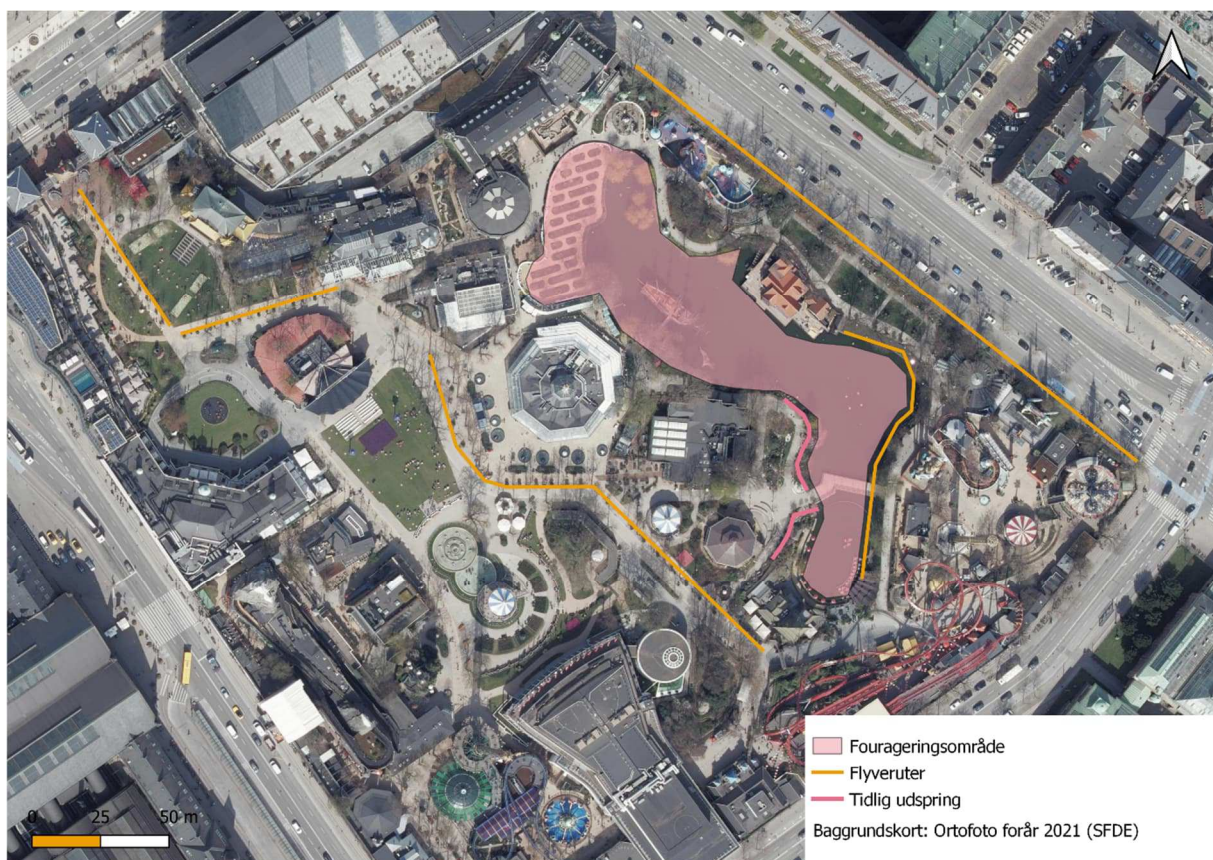 Fourageringsområde
Flyveruter
Tidlig udspring
Baggrundskort: Ortofoto forår 2021 (SFDE)
0 25 50 m